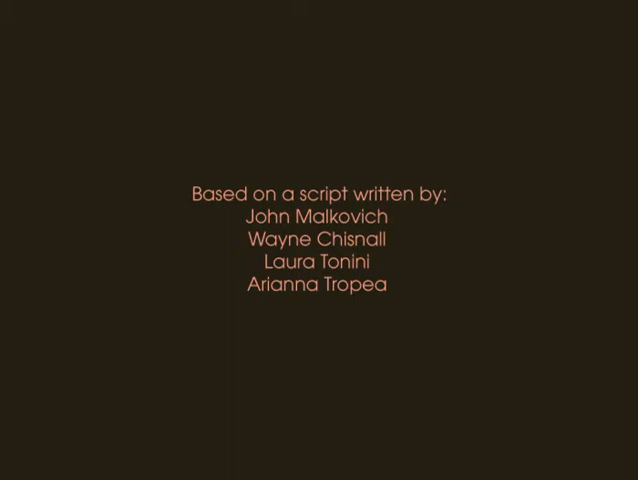 Based on a script written by:
John Malkovich
Wayne Chisnall
Laura Tonini
Arianna Tropea